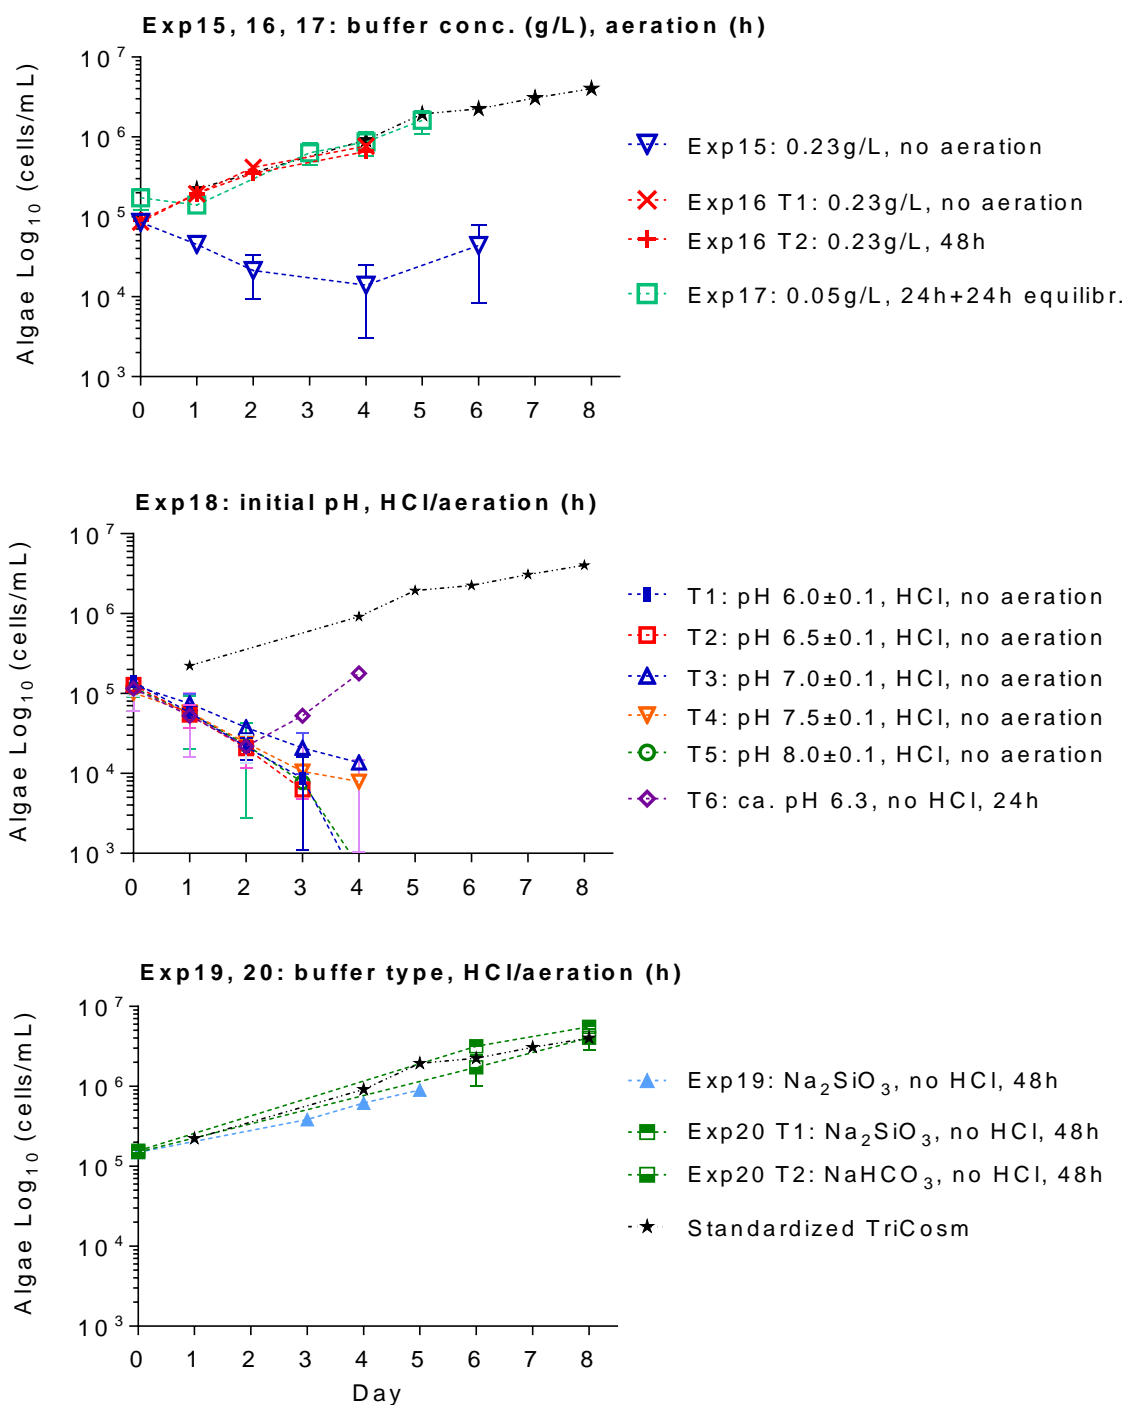 Exp15, 16, 17: buffer conc. (g/L), aeration (h)
Algae Log10 (cells/mL)
10^7
10^6
10^5
10^4
10^3
0 1 2 3 4 5 6 7 8
Exp15: 0.23g/L, no aeration
Exp16 T1: 0.23g/L, no aeration
Exp16 T2: 0.23g/L, 48h
Exp17: 0.05g/L, 24h+24h equilibr.
Exp18: initial pH, HCl/aeration (h)
Algae Log10 (cells/mL)
10^7
10^6
10^5
10^4
10^3
0 1 2 3 4 5 6 7 8
T1: pH 6.0±0.1, HCl, no aeration
T2: pH 6.5±0.1, HCl, no aeration
T3: pH 7.0±0.1, HCl, no aeration
T4: pH 7.5±0.1, HCl, no aeration
T5: pH 8.0±0.1, HCl, no aeration
T6: ca. pH 6.3, no HCl, 24h
Exp19, 20: buffer type, HCl/aeration (h)
Algae Log10 (cells/mL)
10^7
10^6
10^5
10^4
10^3
0 1 2 3 4 5 6 7 8
Day
Exp19: Na2SiO3, no HCl, 48h
Exp20 T1: Na2SiO3, no HCl, 48h
Exp20 T2: NaHCO3, no HCl, 48h
Standardized TriCosm